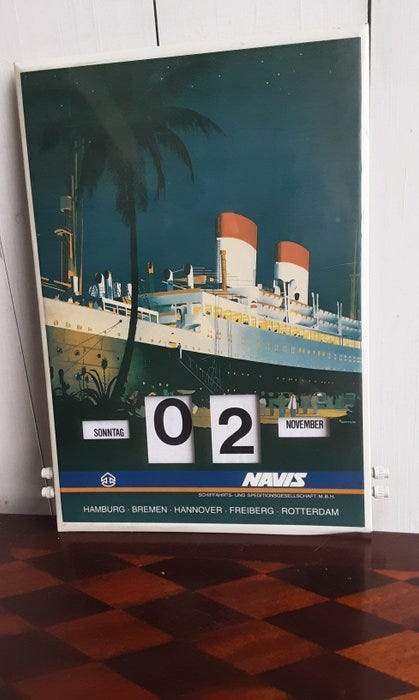 SONNTAG 02 NOVEMBER
NAVIS
SCHIFFAHRTS- UND SPEDITIONSGESELLSCHAFT M.B.H.
HAMBURG · BREMEN · HANNOVER · FREIBERG · ROTTERDAM